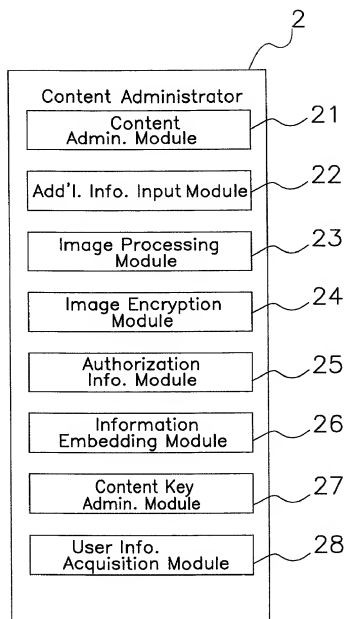 2
Content Administrator
Content
Admin. Module
21
Add'l. Info. Input Module
22
Image Processing
Module
23
Image Encryption
Module
24
Authorization
Info. Module
25
Information
Embedding Module
26
Content Key
Admin. Module
27
User Info.
Acquisition Module
28